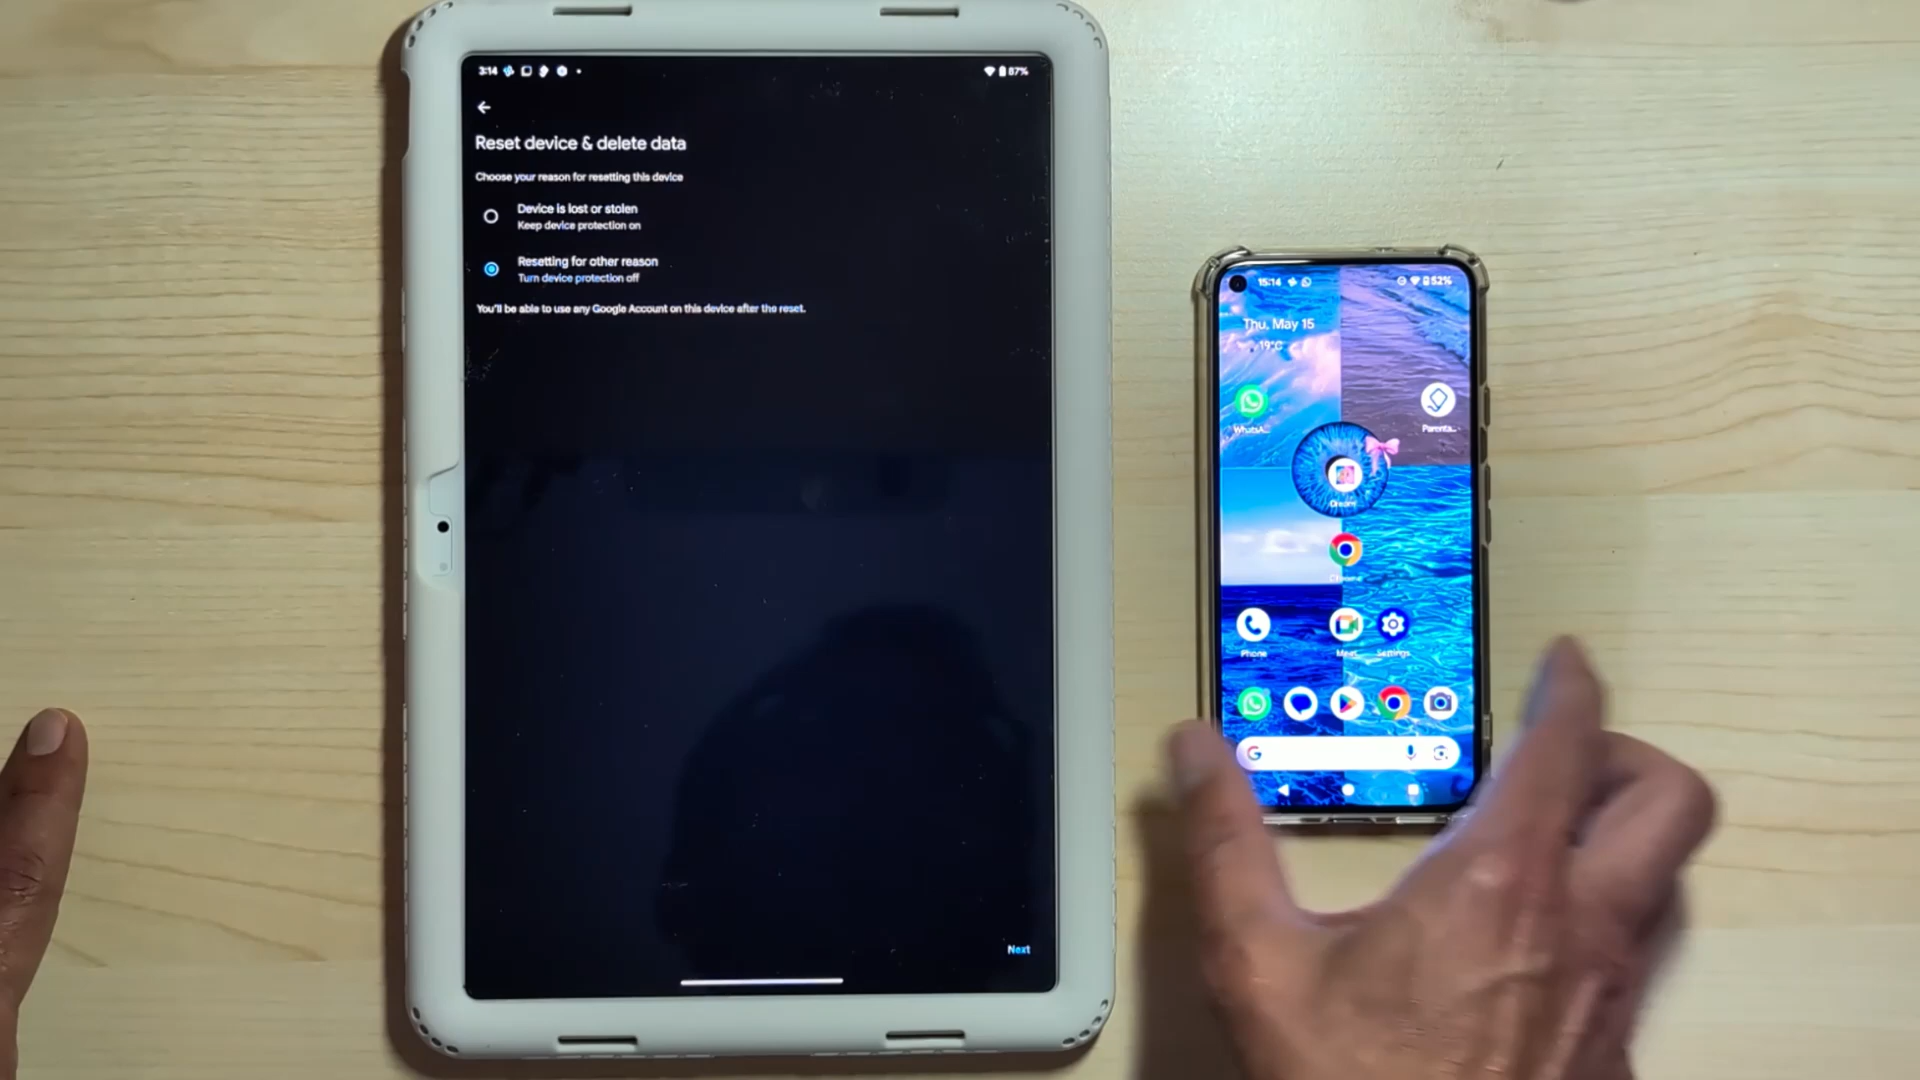 3:14
87%
Reset device & delete data
Choose your reason for resetting this device
Device is lost or stolen
Keep device protection on
Resetting for other reason
Turn device protection off
You'll be able to use any Google Account on this device after the reset.
Next
15:14
52%
Thu, May 15
19°C
WhatsA...
Parenta...
Chrome
Phone
Meet
Settings
G